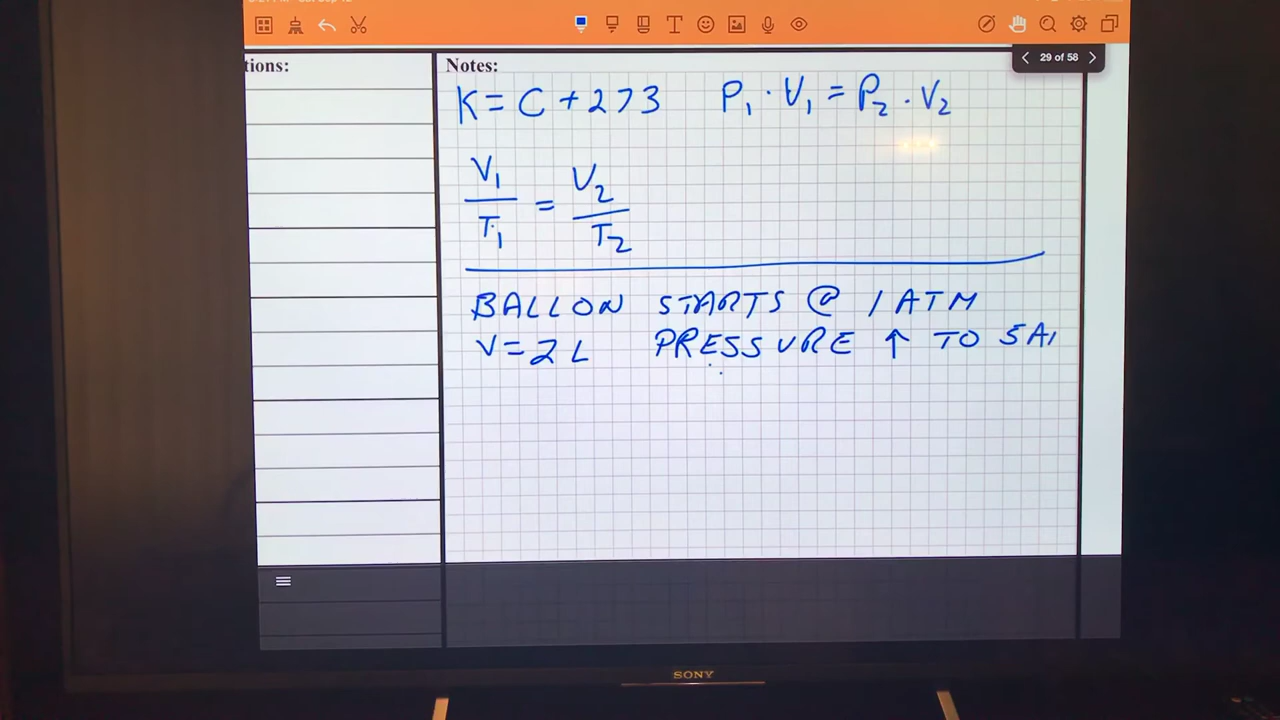 29 of 58
tions:
Notes:
K = C + 273 P₁ · V₁ = P₂ · V₂
V₁/T₁ = V₂/T₂
BALLON STARTS @ 1 ATM
V = 2 L PRESSURE ↑ TO 5 A
SONY